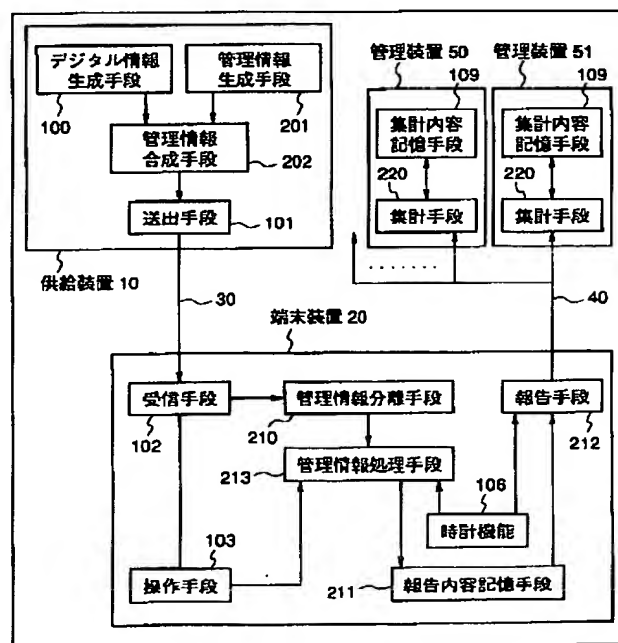 デジタル情報
生成手段
100
管理情報
生成手段
201
管理情報
合成手段
202
送出手段
101
供給装置 10
30
管理装置 50
109
集計内容
記憶手段
220
集計手段
管理装置 51
109
集計内容
記憶手段
220
集計手段
........
40
端末装置 20
受信手段
102
管理情報分離手段
210
報告手段
212
管理情報処理手段
213
106
時計機能
103
操作手段
報告内容記憶手段
211